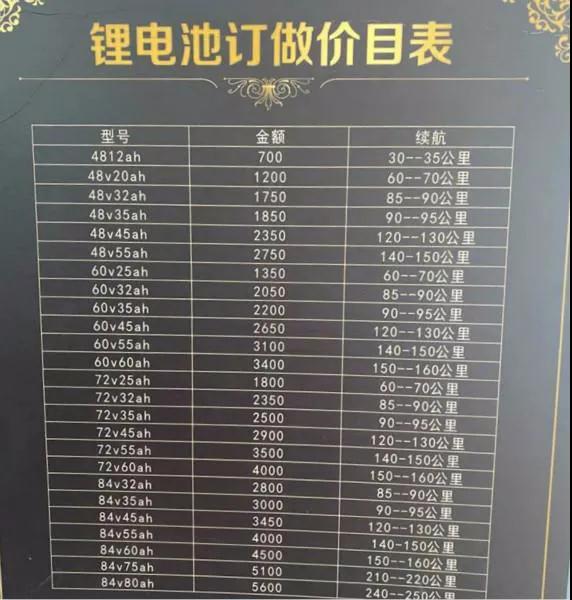 锂电池订做价目表
型号 金额 续航
4812ah 700 30--35公里
48v20ah 1200 60--70公里
48v32ah 1750 85--90公里
48v35ah 1850 90--95公里
48v45ah 2350 120--130公里
48v55ah 2750 140-150公里
60v25ah 1350 60--70公里
60v32ah 2050 85--90公里
60v35ah 2200 90--95公里
60v45ah 2650 120--130公里
60v55ah 3100 140-150公里
60v60ah 3400 150--160公里
72v25ah 1800 60--70公里
72v32ah 2350 85--90公里
72v35ah 2500 90--95公里
72v45ah 2900 120--130公里
72v55ah 3500 140-150公里
72v60ah 4000 150--160公里
84v32ah 2800 85--90公里
84v35ah 3000 90--95公里
84v45ah 3450 120--130公里
84v55ah 4000 140-150公里
84v60ah 4500 150--160公里
84v75ah 5100 210--220公里
84v80ah 5600 240--250公里